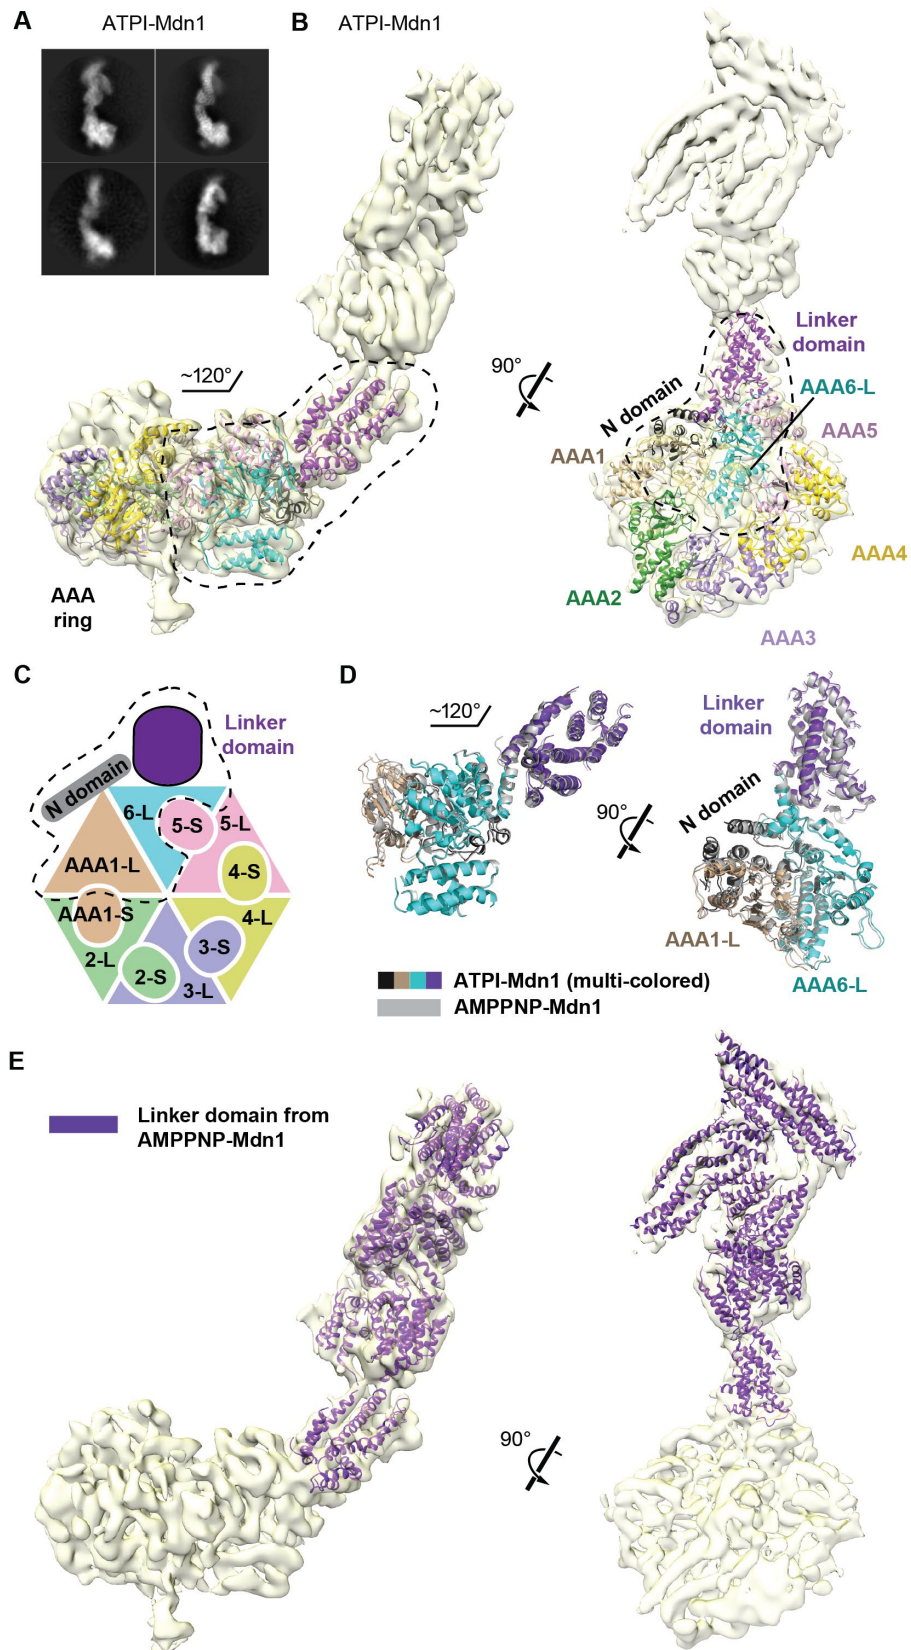 A
ATPI-Mdn1
B
ATPI-Mdn1
~120°
90°
Linker
domain
AAA6-L
N domain
AAA5
AAA1
AAA4
AAA2
AAA3
AAA
ring
C
Linker
domain
N domain
6-L
5-S
5-L
AAA1-L
4-S
AAA1-S
4-L
2-L
3-S
2-S
3-L
D
~120°
Linker
domain
90°
N domain
AAA1-L
AAA6-L
ATPI-Mdn1 (multi-colored)
AMPPNP-Mdn1
E
Linker domain from
AMPPNP-Mdn1
90°